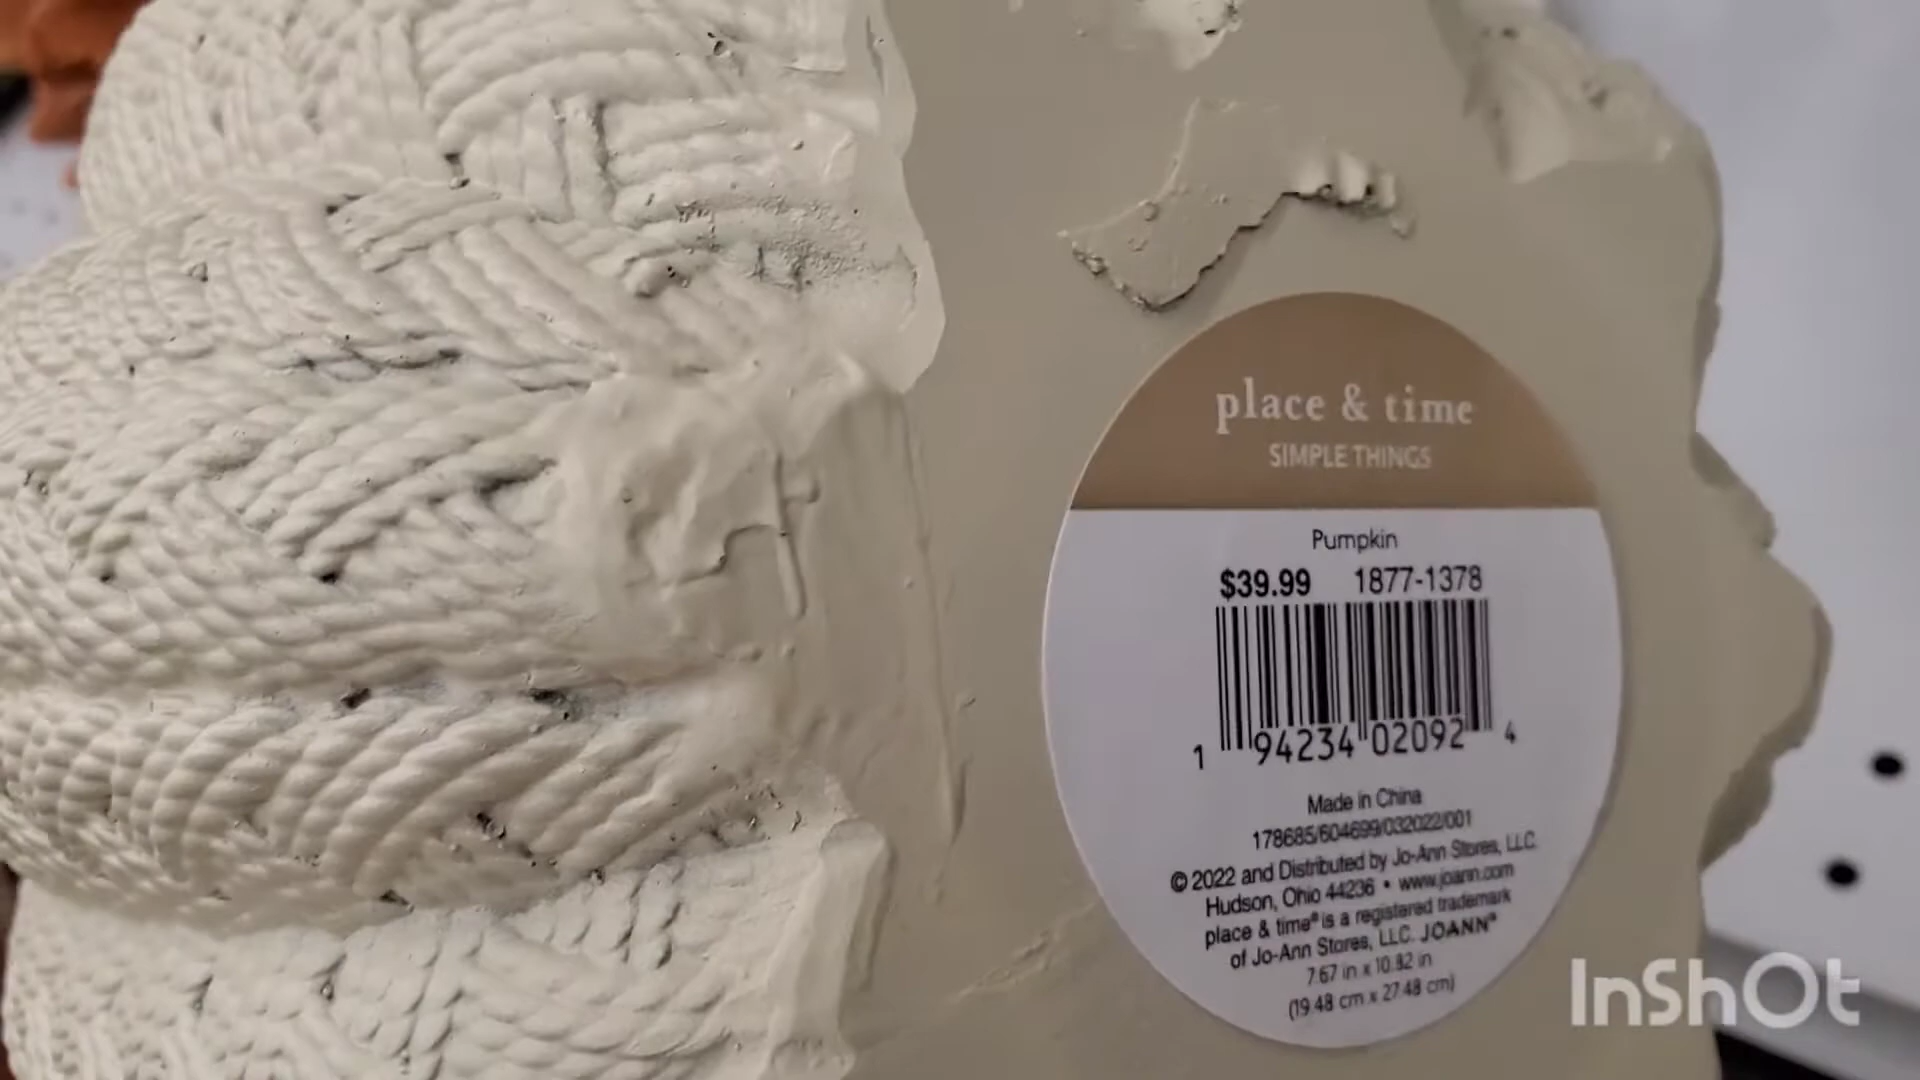 place & time
SIMPLE THINGS
Pumpkin
$39.99 1877-1378
1 94234 02092 4
Made in China
178685/604699/032022/001
© 2022 and Distributed by Jo-Ann Stores, LLC.
Hudson, Ohio 44236 • www.joann.com
place & time® is a registered trademark
of Jo-Ann Stores, LLC. JOANN®
7.67 in x 10.82 in
(19.48 cm x 27.48 cm)
InShOt